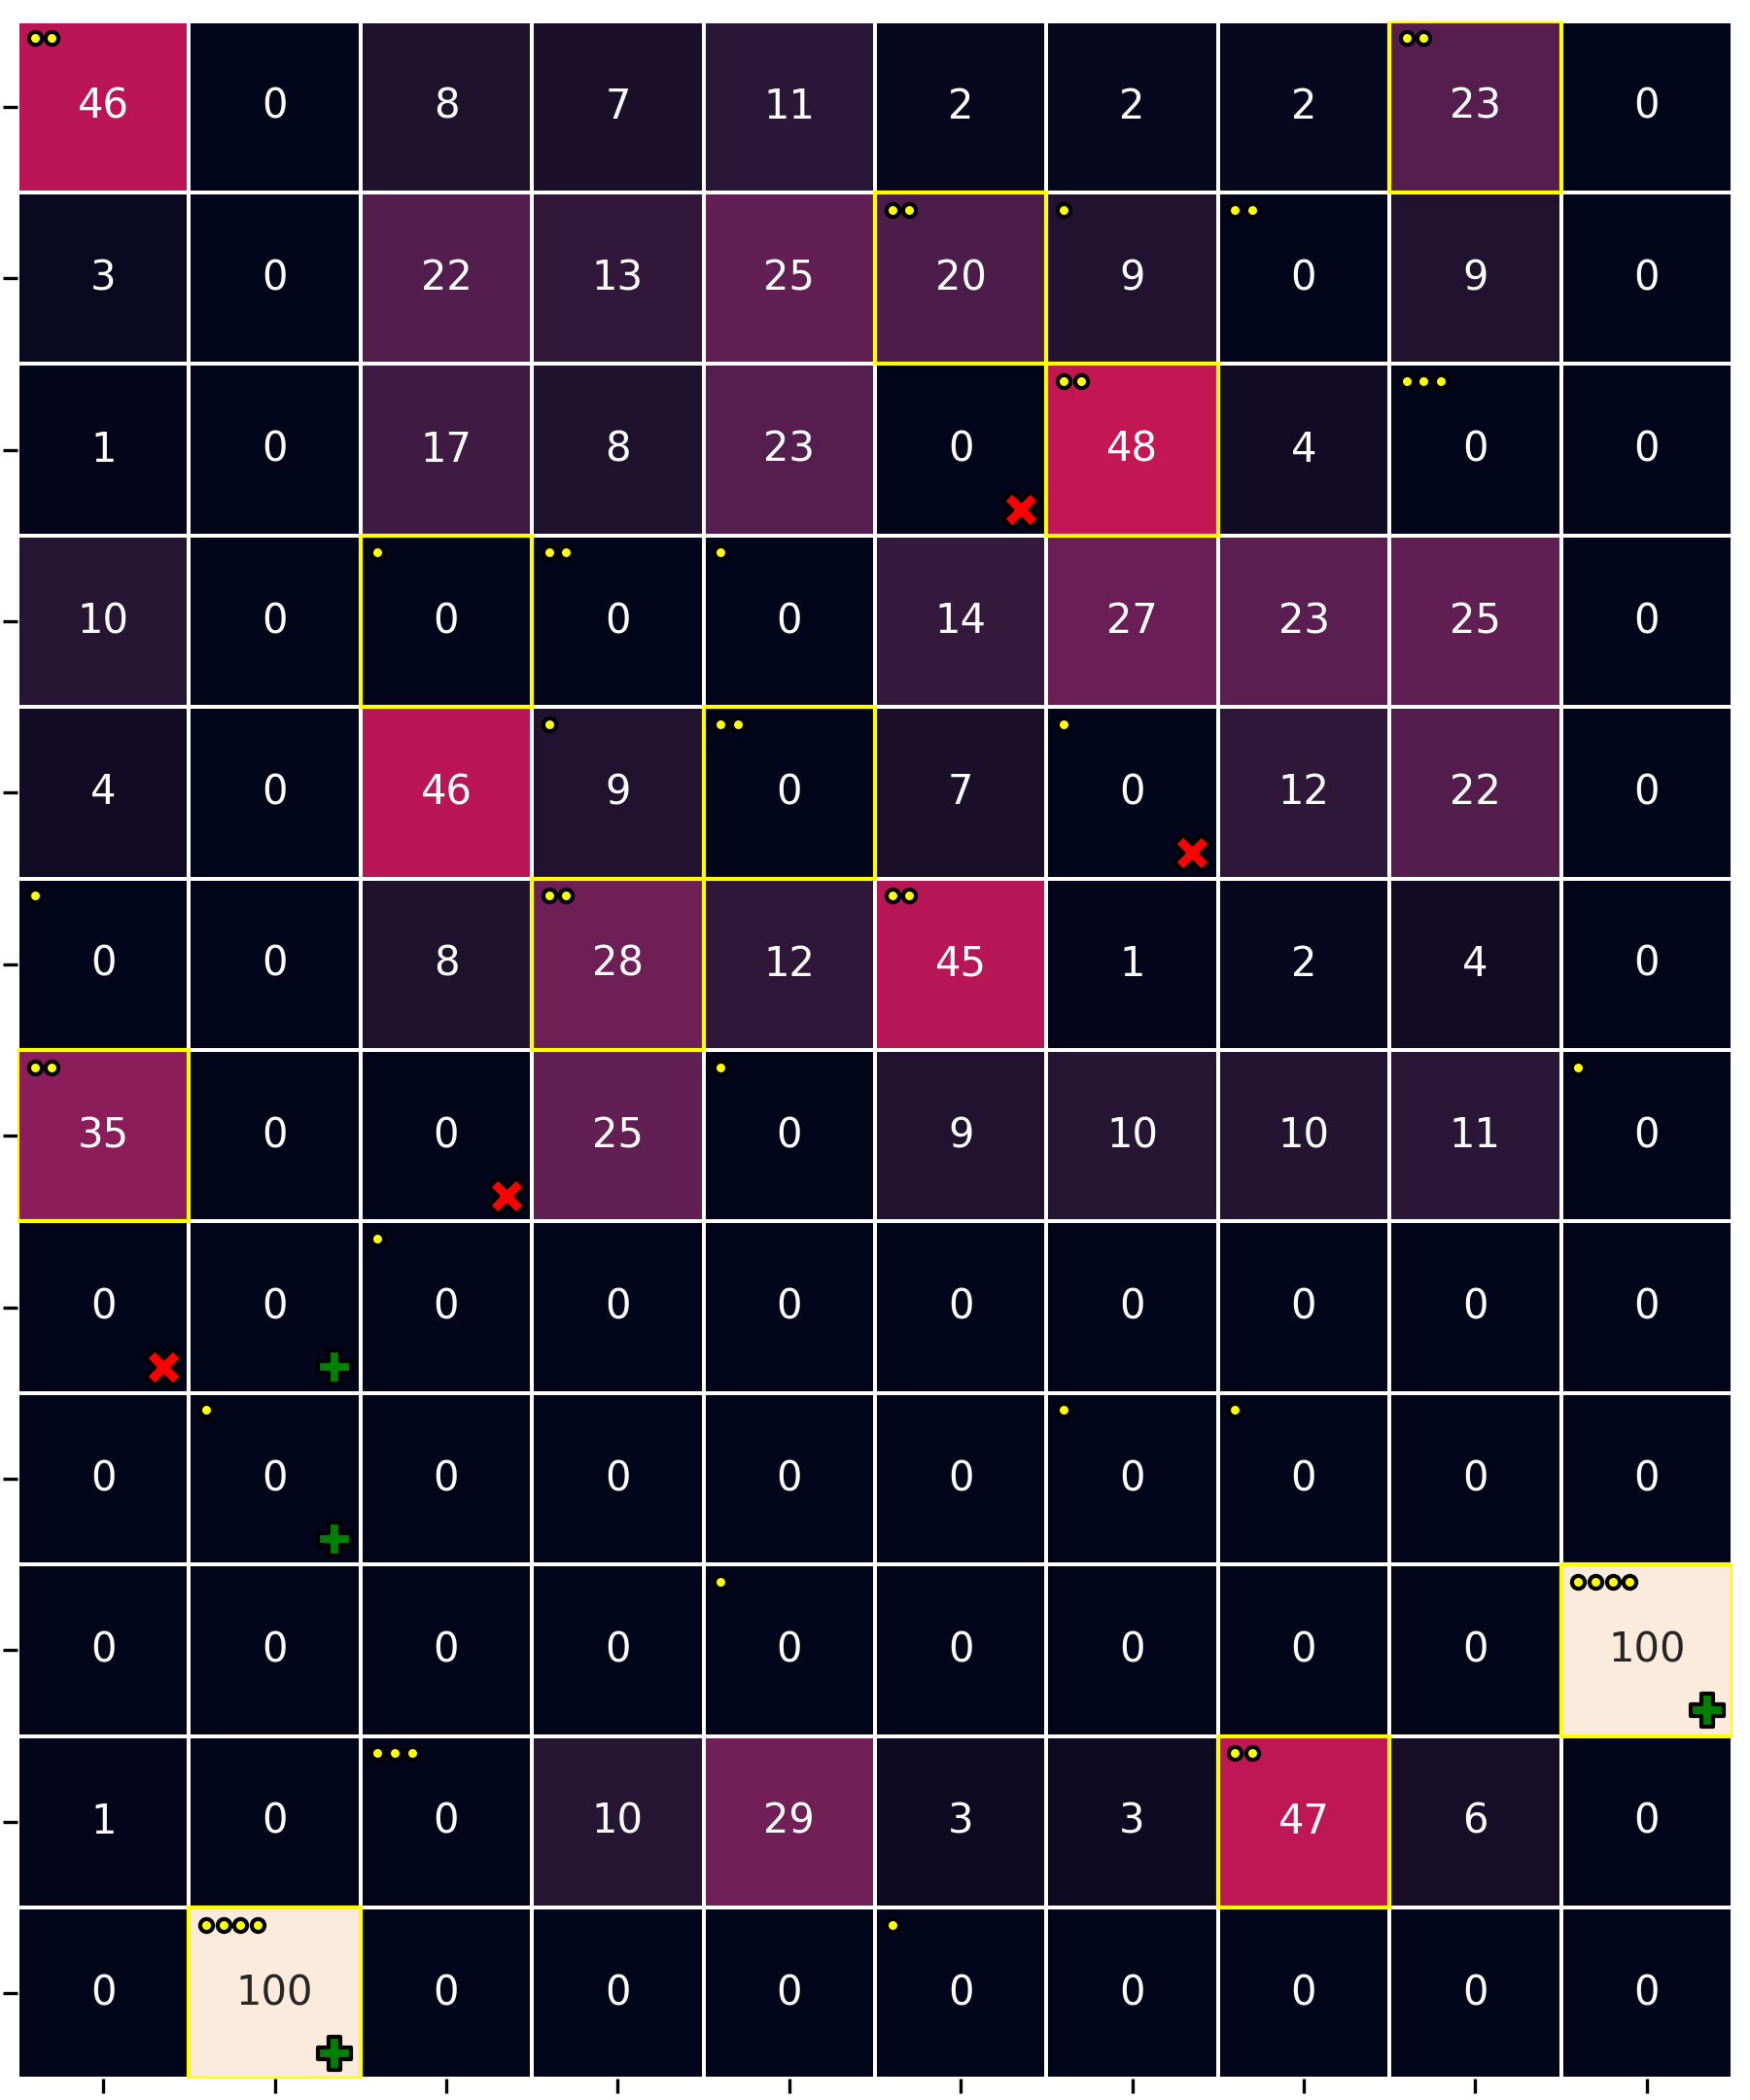 46 0 8 7 11 2 2 2 23 0
3 0 22 13 25 20 9 0 9 0
1 0 17 8 23 0 48 4 0 0
10 0 0 0 0 14 27 23 25 0
4 0 46 9 0 7 0 12 22 0
0 0 8 28 12 45 1 2 4 0
35 0 0 25 0 9 10 10 11 0
0 0 0 0 0 0 0 0 0 0
0 0 0 0 0 0 0 0 0 0
0 0 0 0 0 0 0 0 0 100
1 0 0 10 29 3 3 47 6 0
0 100 0 0 0 0 0 0 0 0